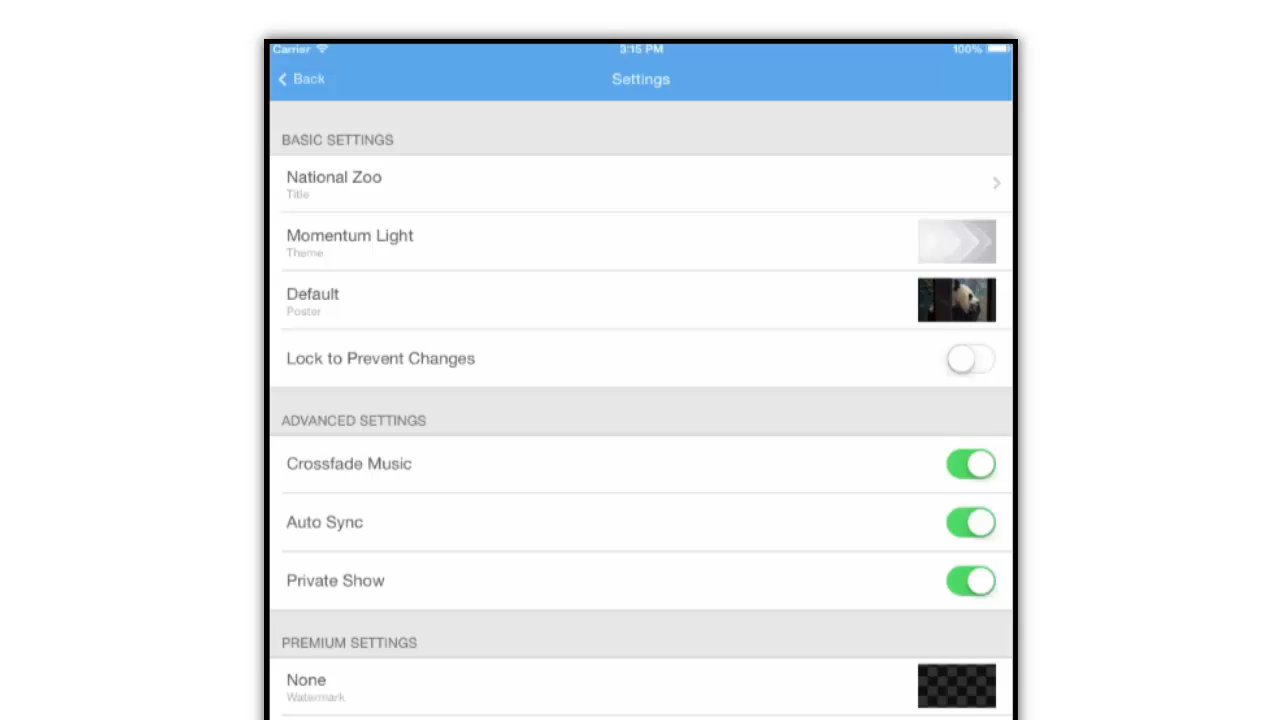 Carrier 3:15 PM 100%
Back Settings
BASIC SETTINGS
National Zoo
Title
Momentum Light
Theme
Default
Poster
Lock to Prevent Changes
ADVANCED SETTINGS
Crossfade Music
Auto Sync
Private Show
PREMIUM SETTINGS
None
Watermark